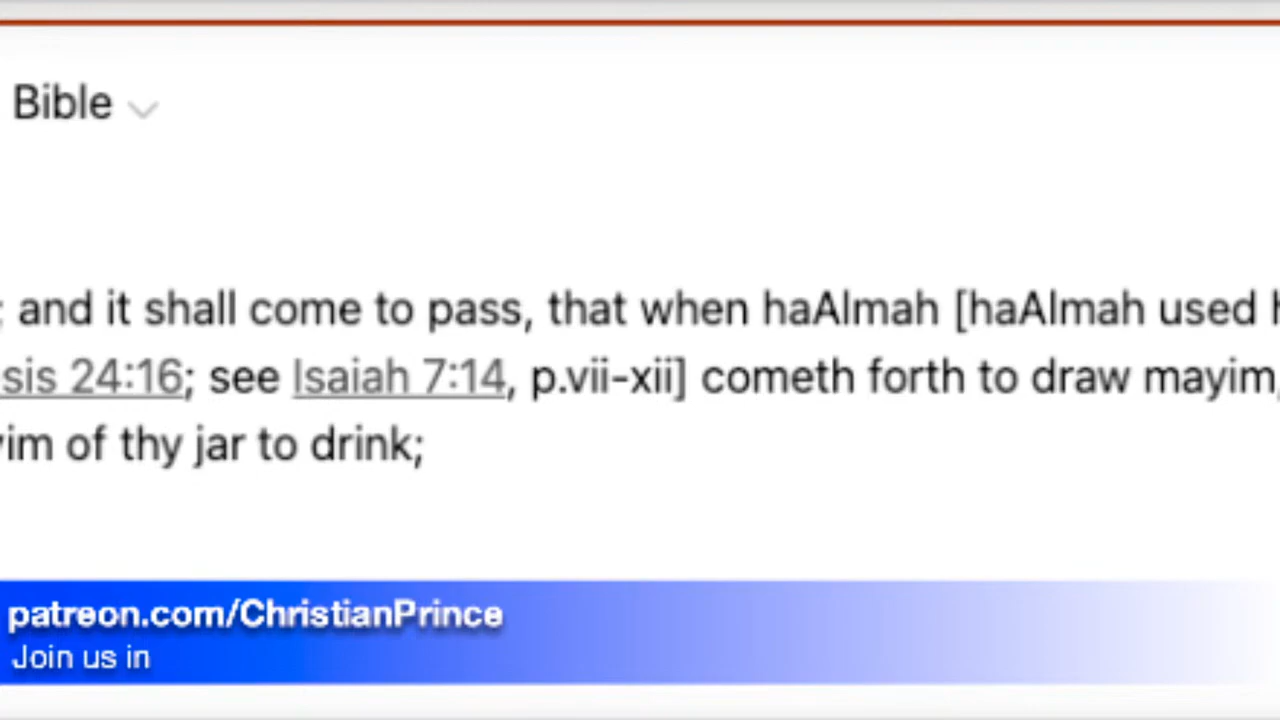 Bible
; and it shall come to pass, that when haAlmah [haAlmah used
sis 24:16; see Isaiah 7:14, p.vii-xii] cometh forth to draw mayim,
im of thy jar to drink;
patreon.com/ChristianPrince
Join us in